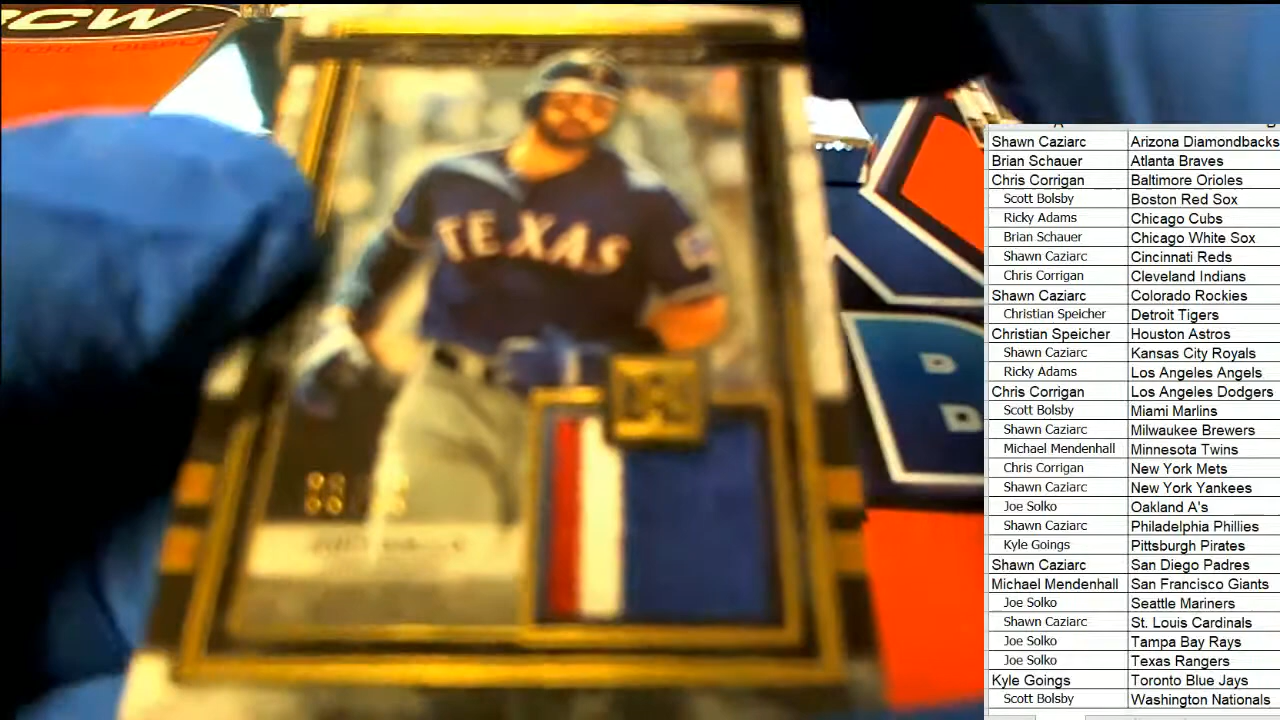 CW
TEXAS
Shawn Caziarc Arizona Diamondbacks
Brian Schauer Atlanta Braves
Chris Corrigan Baltimore Orioles
Scott Bolsby Boston Red Sox
Ricky Adams Chicago Cubs
Brian Schauer Chicago White Sox
Shawn Caziarc Cincinnati Reds
Chris Corrigan Cleveland Indians
Shawn Caziarc Colorado Rockies
Christian Speicher Detroit Tigers
Christian Speicher Houston Astros
Shawn Caziarc Kansas City Royals
Ricky Adams Los Angeles Angels
Chris Corrigan Los Angeles Dodgers
Scott Bolsby Miami Marlins
Shawn Caziarc Milwaukee Brewers
Michael Mendenhall Minnesota Twins
Chris Corrigan New York Mets
Shawn Caziarc New York Yankees
Joe Solko Oakland A's
Shawn Caziarc Philadelphia Phillies
Kyle Goings Pittsburgh Pirates
Shawn Caziarc San Diego Padres
Michael Mendenhall San Francisco Giants
Joe Solko Seattle Mariners
Shawn Caziarc St. Louis Cardinals
Joe Solko Tampa Bay Rays
Joe Solko Texas Rangers
Kyle Goings Toronto Blue Jays
Scott Bolsby Washington Nationals